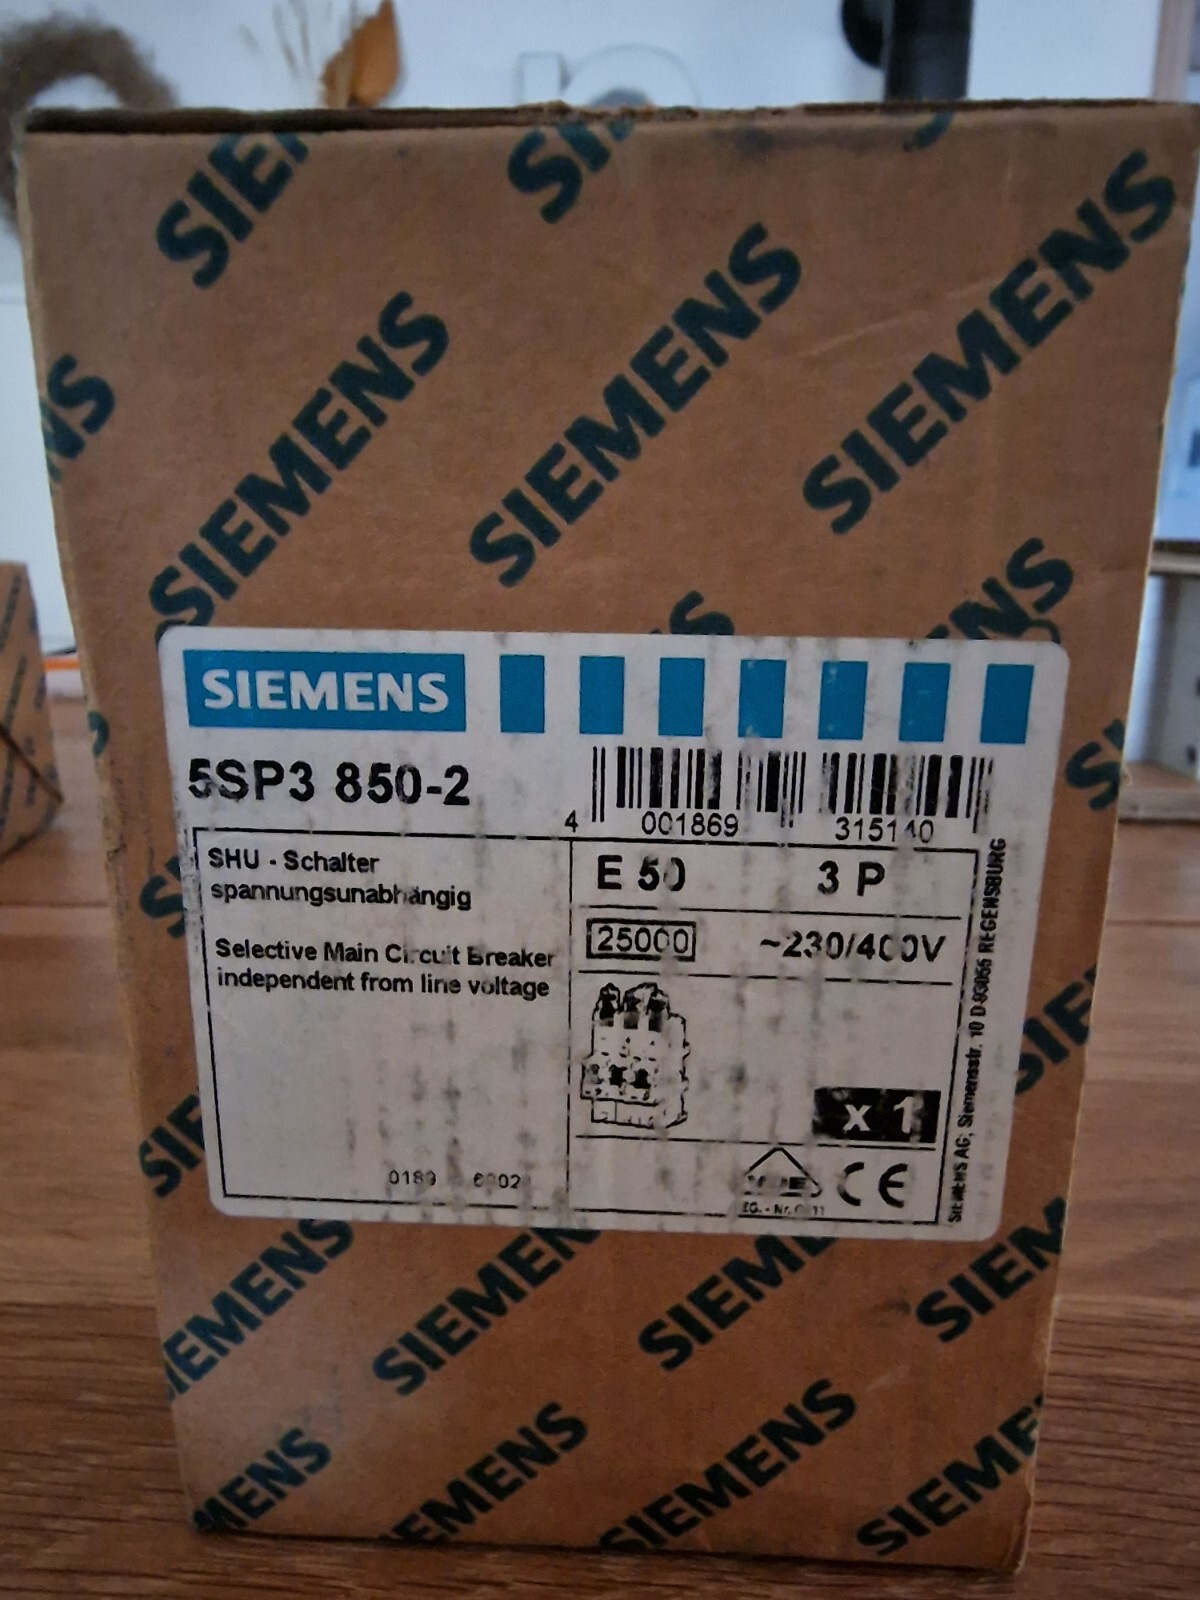 SIEMENS
SIEMENS
SIEMENS
SIEMENS
5SP3 850-2
4 001869 315140
SHU - Schalter
spannungsunabhängig
Selective Main Circuit Breaker
independent from line voltage
E 50 3 P
25000 ~230/400V
x 1
0189
CE
SIEMENS AG, Siemensstr. 10 REGENSBURG
SIEMENS
SIEMENS
SIEMENS
SIEMENS
SIEMENS
SIEMENS